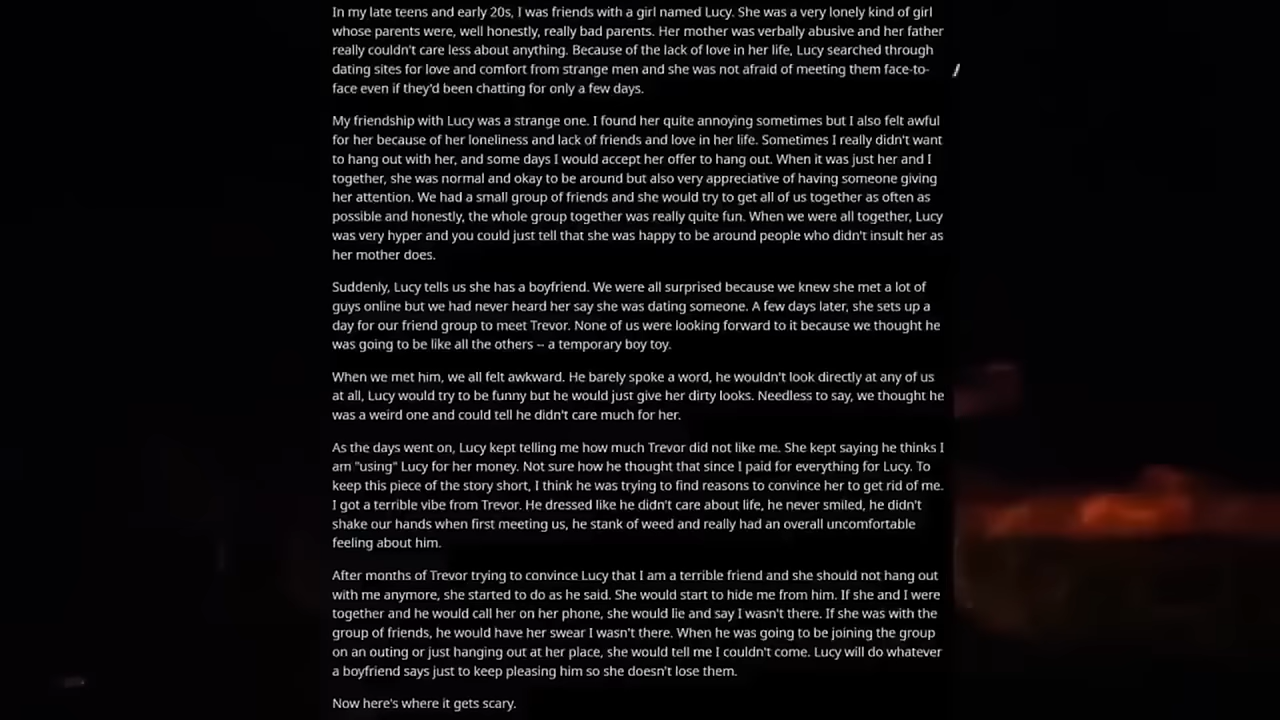 In my late teens and early 20s, I was friends with a girl named Lucy. She was a very lonely kind of girl
whose parents were, well honestly, really bad parents. Her mother was verbally abusive and her father
really couldn't care less about anything. Because of the lack of love in her life, Lucy searched through
dating sites for love and comfort from strange men and she was not afraid of meeting them face-to-
face even if they'd been chatting for only a few days.
My friendship with Lucy was a strange one. I found her quite annoying sometimes but I also felt awful
for her because of her loneliness and lack of friends and love in her life. Sometimes I really didn't want
to hang out with her, and some days I would accept her offer to hang out. When it was just her and I
together, she was normal and okay to be around but also very appreciative of having someone giving
her attention. We had a small group of friends and she would try to get all of us together as often as
possible and honestly, the whole group together was really quite fun. When we were all together, Lucy
was very hyper and you could just tell that she was happy to be around people who didn't insult her as
her mother does.
Suddenly, Lucy tells us she has a boyfriend. We were all surprised because we knew she met a lot of
guys online but we had never heard her say she was dating someone. A few days later, she sets up a
day for our friend group to meet Trevor. None of us were looking forward to it because we thought he
was going to be like all the others -- a temporary boy toy.
When we met him, we all felt awkward. He barely spoke a word, he wouldn't look directly at any of us
at all, Lucy would try to be funny but he would just give her dirty looks. Needless to say, we thought he
was a weird one and could tell he didn't care much for her.
As the days went on, Lucy kept telling me how much Trevor did not like me. She kept saying he thinks I
am "using" Lucy for her money. Not sure how he thought that since I paid for everything for Lucy. To
keep this piece of the story short, I think he was trying to find reasons to convince her to get rid of me.
I got a terrible vibe from Trevor. He dressed like he didn't care about life, he never smiled, he didn't
shake our hands when first meeting us, he stank of weed and really had an overall uncomfortable
feeling about him.
After months of Trevor trying to convince Lucy that I am a terrible friend and she should not hang out
with me anymore, she started to do as he said. She would start to hide me from him. If she and I were
together and he would call her on her phone, she would lie and say I wasn't there. If she was with the
group of friends, he would have her swear I wasn't there. When he was going to be joining the group
on an outing or just hanging out at her place, she would tell me I couldn't come. Lucy will do whatever
a boyfriend says just to keep pleasing him so she doesn't lose them.
Now here's where it gets scary.